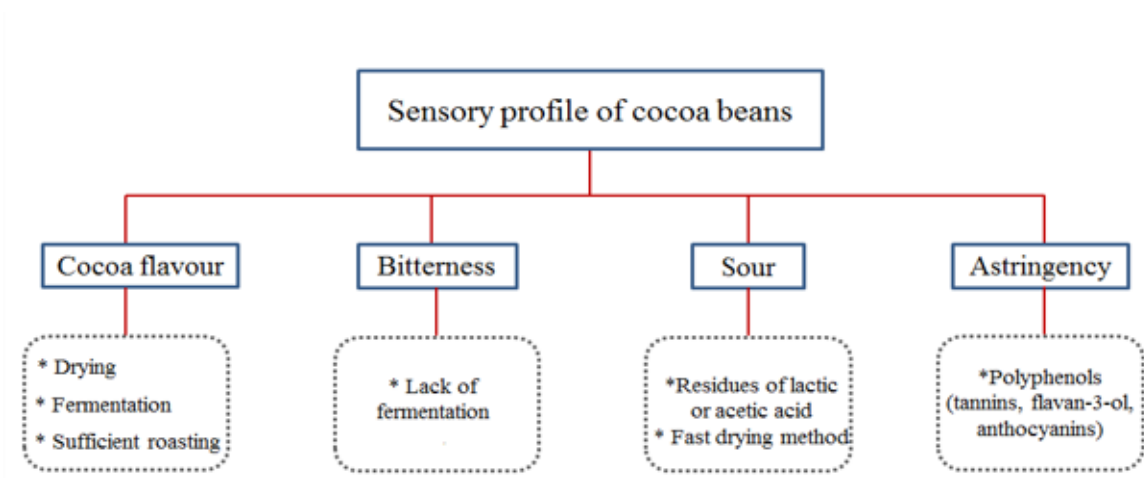 Sensory profile of cocoa beans
Cocoa flavour
Bitterness
Sour
Astringency
* Drying
* Fermentation
* Sufficient roasting
* Lack of
fermentation
*Residues of lactic
or acetic acid
* Fast drying method
*Polyphenols
(tannins, flavan-3-ol,
anthocyanins)